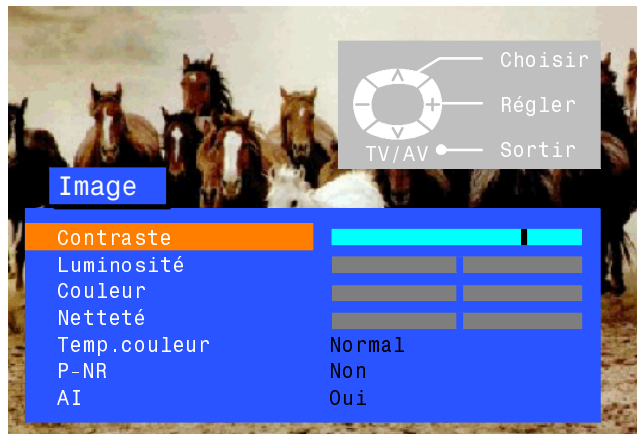 Choisir
Régler
TV/AV Sortir
Image
Contraste
Luminosité
Couleur
Netteté
Temp.couleur Normal
P-NR Non
AI Oui